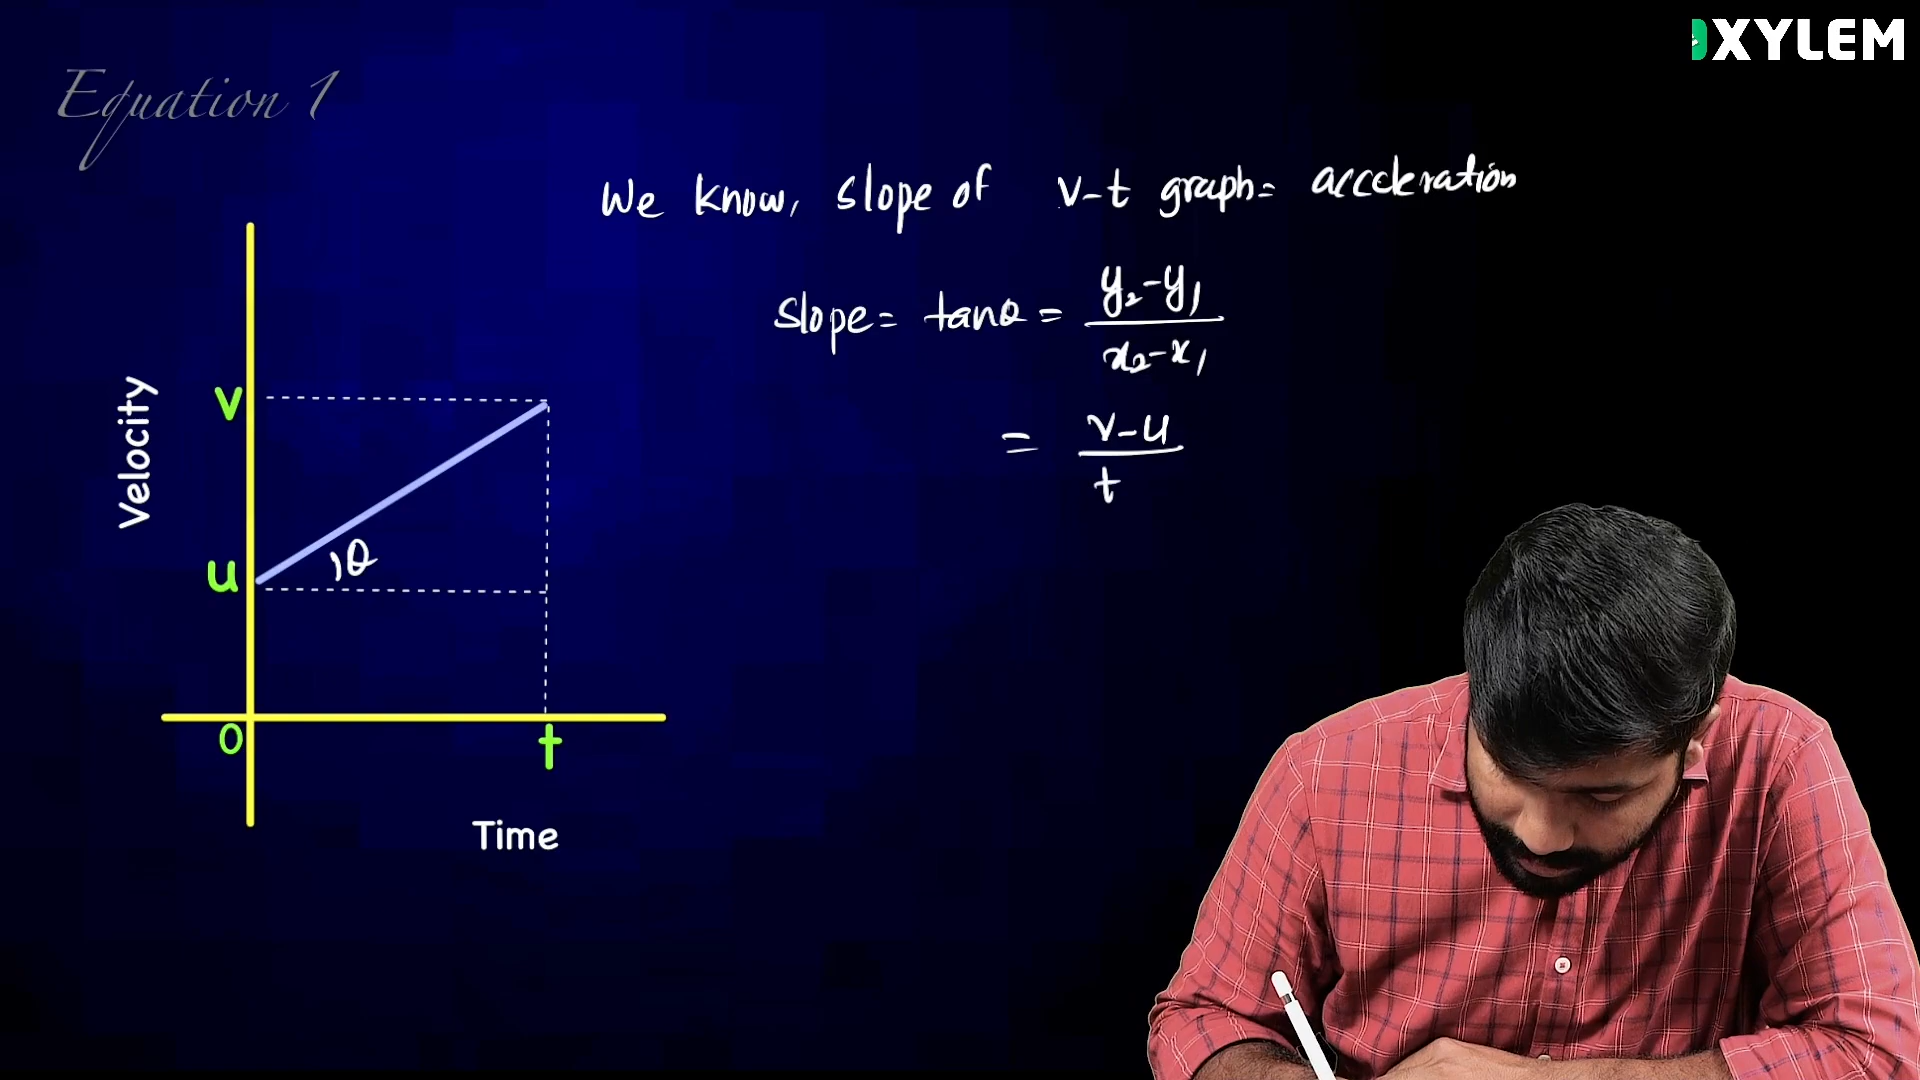 XYLEM
Equation 1
We know, slope of v-t graph= acceleration
slope= tanθ = y₂-y₁ / x₂-x₁
= v-u / t
Velocity
v
u
θ
0
t
Time